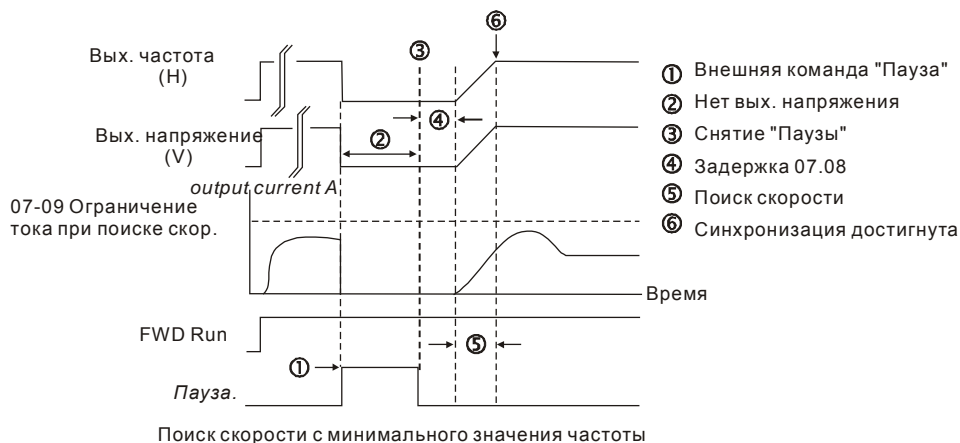 ⑥
Вых. частота
(H)
③
① Внешняя команда "Пауза"
② Нет вых. напряжения
④
Вых. напряжение
(V)
②
③ Снятие "Паузы"
④ Задержка 07.08
output current A
⑤ Поиск скорости
07-09 Ограничение
тока при поиске скор.
⑥ Синхронизация достигнута
Время
FWD Run
⑤
①
Пауза.
Поиск скорости с минимального значения частоты